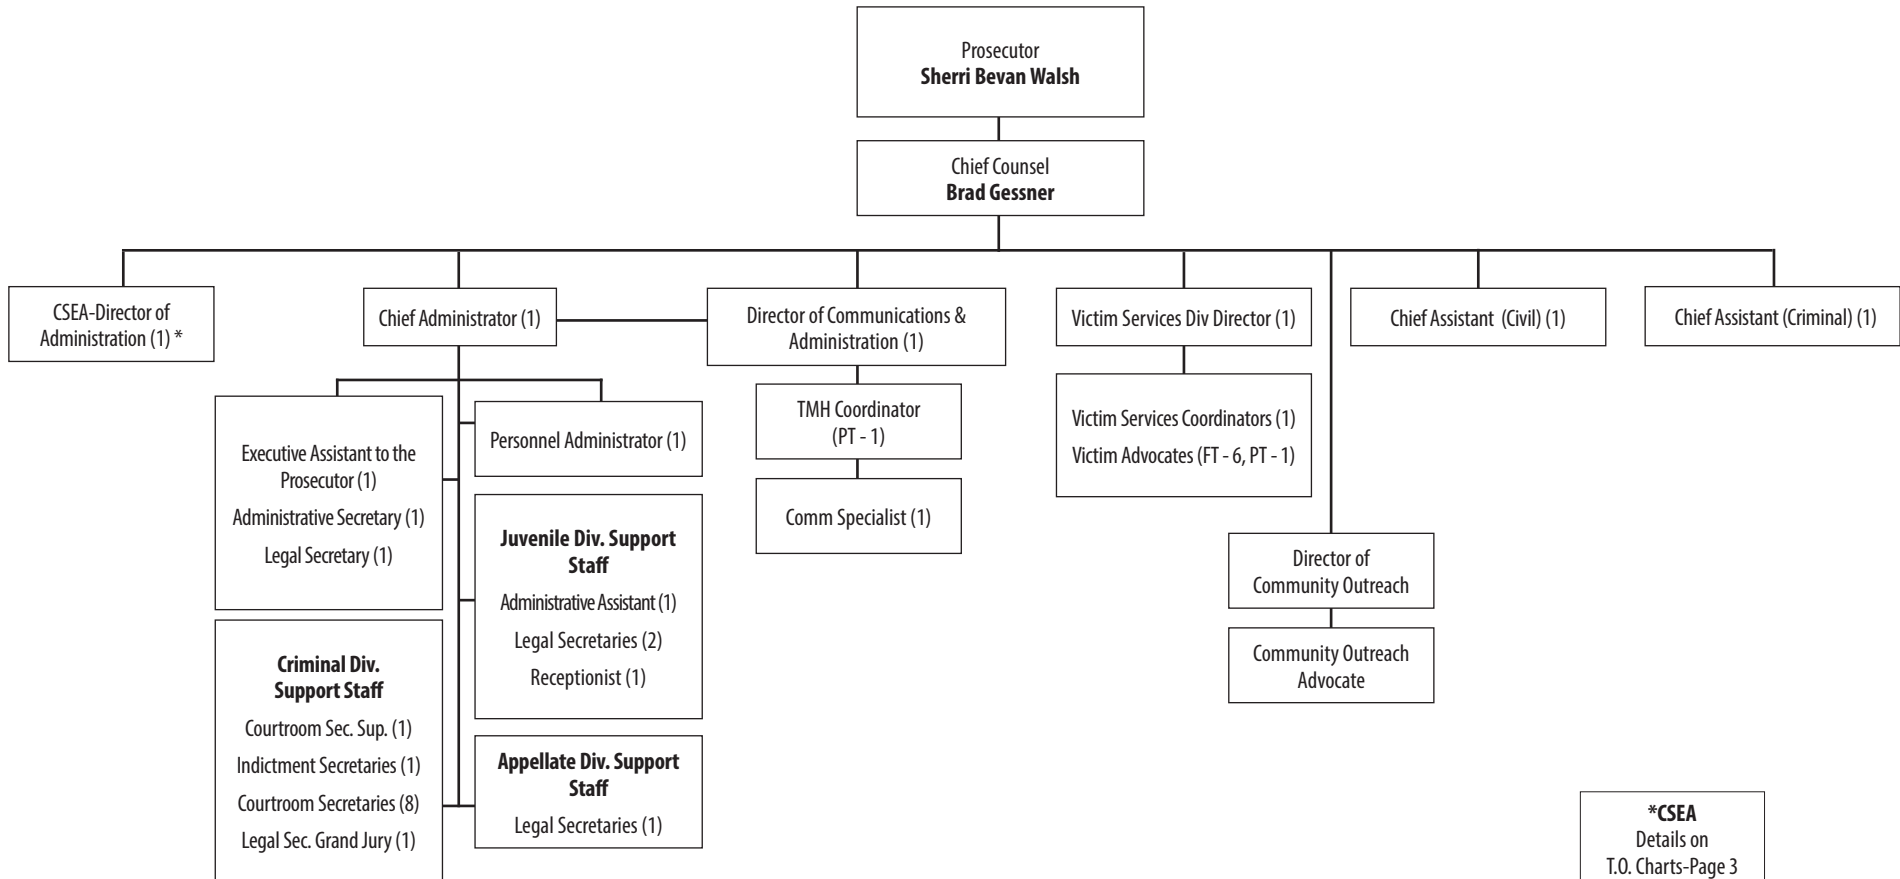 Prosecutor
Sherri Bevan Walsh
Chief Counsel
Brad Gessner
CSEA-Director of
Administration (1) *
Chief Administrator (1)
Director of Communications &
Administration (1)
Victim Services Div Director (1)
Chief Assistant (Civil) (1)
Chief Assistant (Criminal) (1)
Executive Assistant to the
Prosecutor (1)
Administrative Secretary (1)
Legal Secretary (1)
Personnel Administrator (1)
TMH Coordinator
(PT - 1)
Comm Specialist (1)
Victim Services Coordinators (1)
Victim Advocates (FT - 6, PT - 1)
Juvenile Div. Support
Staff
Administrative Assistant (1)
Legal Secretaries (2)
Receptionist (1)
Director of
Community Outreach
Community Outreach
Advocate
Criminal Div.
Support Staff
Courtroom Sec. Sup. (1)
Indictment Secretaries (1)
Courtroom Secretaries (8)
Legal Sec. Grand Jury (1)
Appellate Div. Support
Staff
Legal Secretaries (1)
*CSEA
Details on
T.O. Charts-Page 3